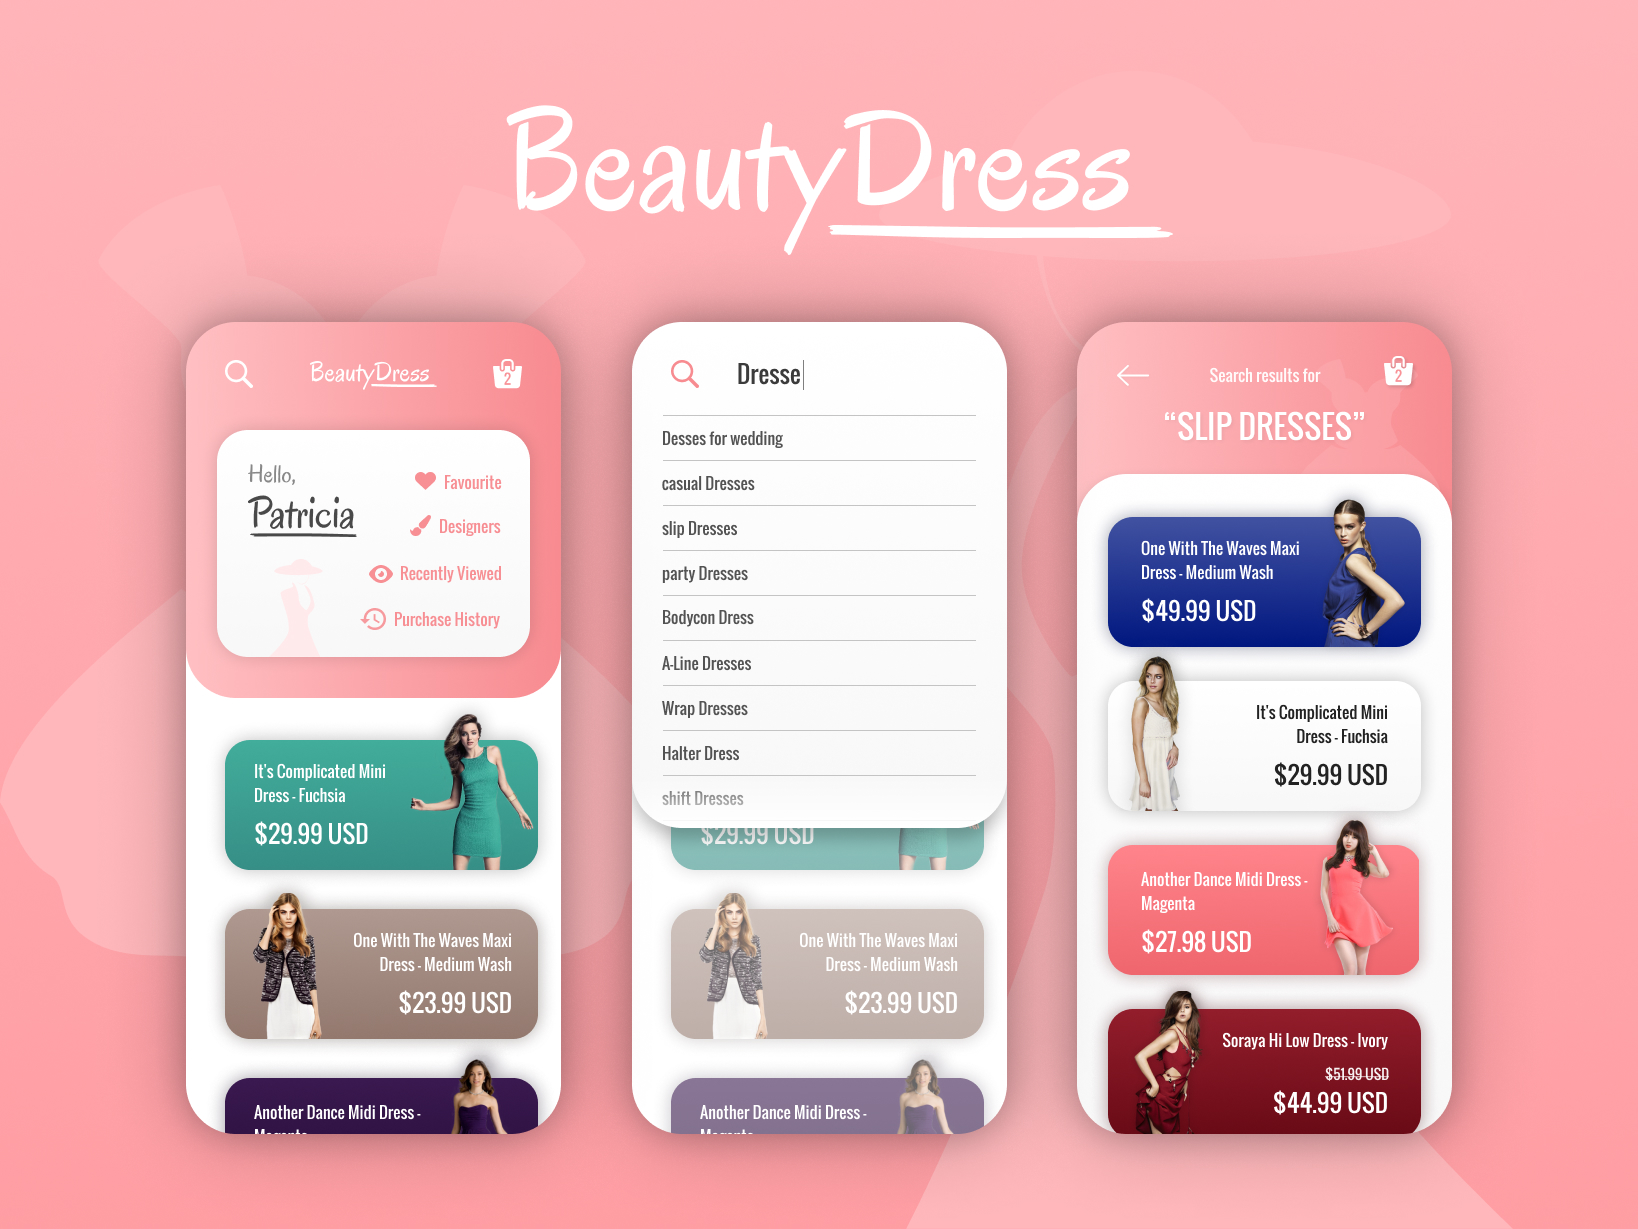 BeautyDress
BeautyDress
2
Hello,
Patricia
Favourite
Designers
Recently Viewed
Purchase History
It's Complicated Mini
Dress - Fuchsia
$29.99 USD
One With The Waves Maxi
Dress - Medium Wash
$23.99 USD
Another Dance Midi Dress -
Magenta
Dresse
Desses for wedding
casual Dresses
slip Dresses
party Dresses
Bodycon Dress
A-Line Dresses
Wrap Dresses
Halter Dress
shift Dresses
$29.99 USD
One With The Waves Maxi
Dress - Medium Wash
$23.99 USD
Another Dance Midi Dress -
Magenta
Search results for
2
“SLIP DRESSES”
One With The Waves Maxi
Dress - Medium Wash
$49.99 USD
It's Complicated Mini
Dress - Fuchsia
$29.99 USD
Another Dance Midi Dress -
Magenta
$27.98 USD
Soraya Hi Low Dress - Ivory
$51.99 USD
$44.99 USD